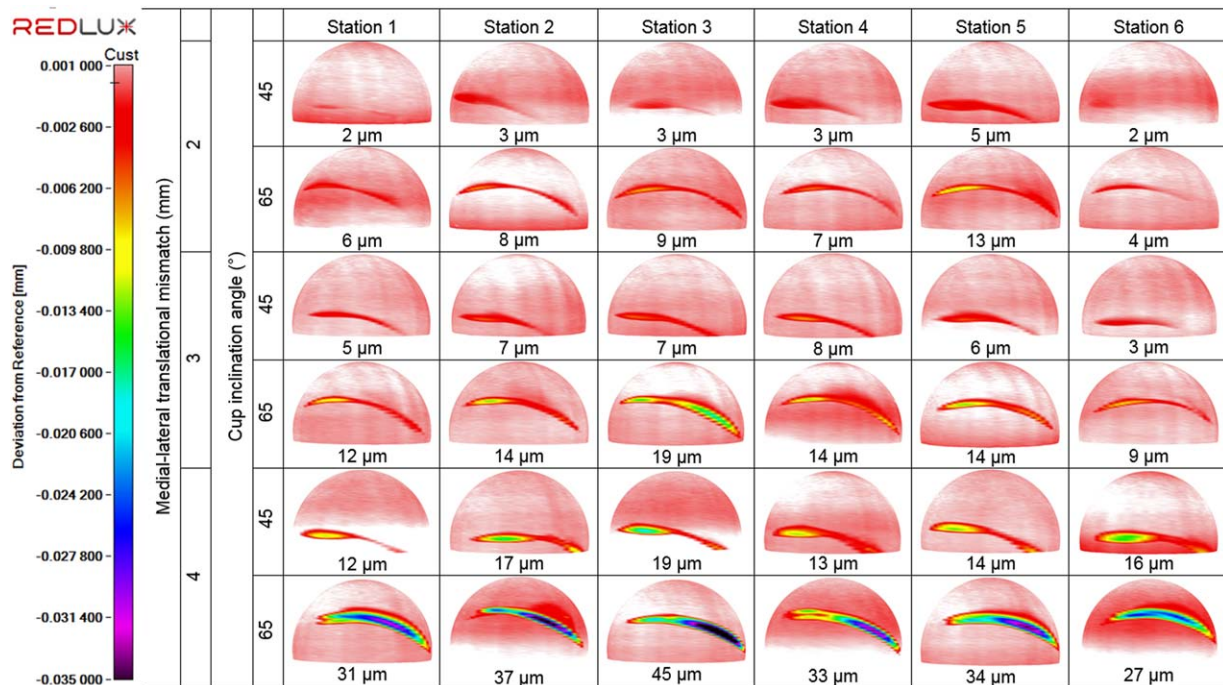 REDLUX
Cust
0.001 000
-0.002 600
-0.006 200
-0.009 800
-0.013 400
-0.017 000
-0.020 600
-0.024 200
-0.027 800
-0.031 400
-0.035 000
Deviation from Reference [mm]
Medial-lateral translational mismatch (mm)
Cup inclination angle (°)
Station 1 Station 2 Station 3 Station 4 Station 5 Station 6
2
45
2 µm 3 µm 3 µm 3 µm 5 µm 2 µm
65
6 µm 8 µm 9 µm 7 µm 13 µm 4 µm
3
45
5 µm 7 µm 7 µm 8 µm 6 µm 3 µm
65
12 µm 14 µm 19 µm 14 µm 14 µm 9 µm
4
45
12 µm 17 µm 19 µm 13 µm 14 µm 16 µm
65
31 µm 37 µm 45 µm 33 µm 34 µm 27 µm